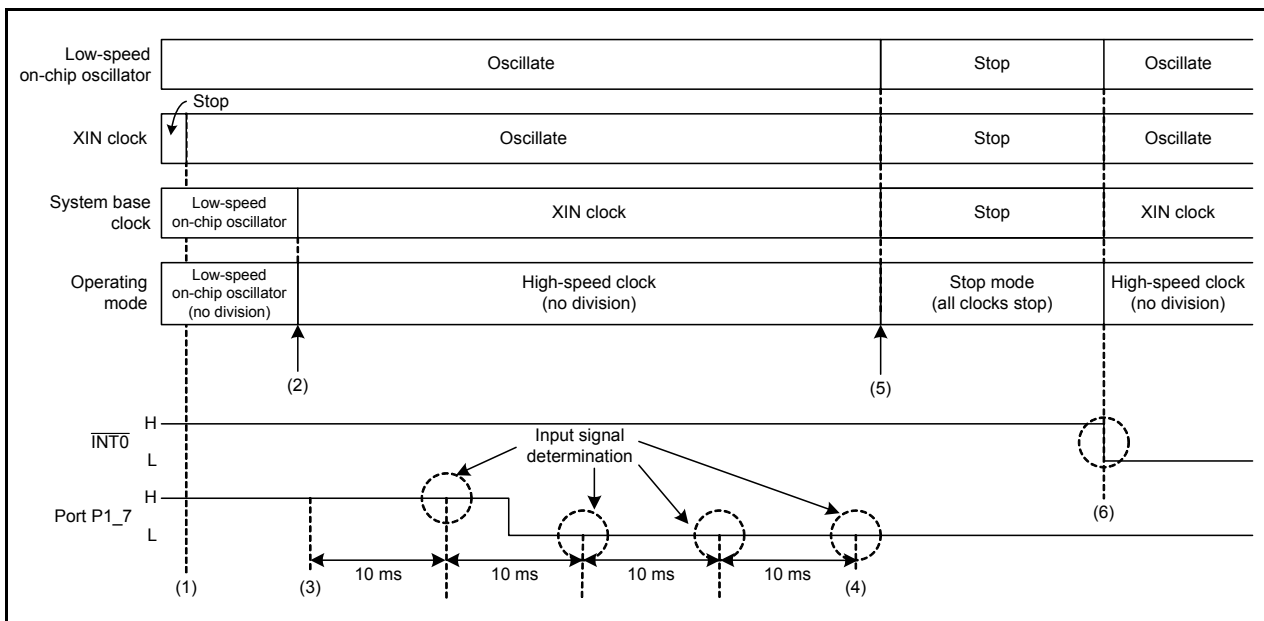 Low-speed
on-chip oscillator
Oscillate
Stop
Oscillate
Stop
XIN clock
Oscillate
Stop
Oscillate
System base
clock
Low-speed
on-chip oscillator
XIN clock
Stop
XIN clock
Operating
mode
Low-speed
on-chip oscillator
(no division)
High-speed clock
(no division)
Stop mode
(all clocks stop)
High-speed clock
(no division)
(2)
(5)
INT0
H
L
Input signal
determination
(6)
Port P1_7
H
L
10 ms
10 ms
10 ms
10 ms
(1)
(3)
(4)